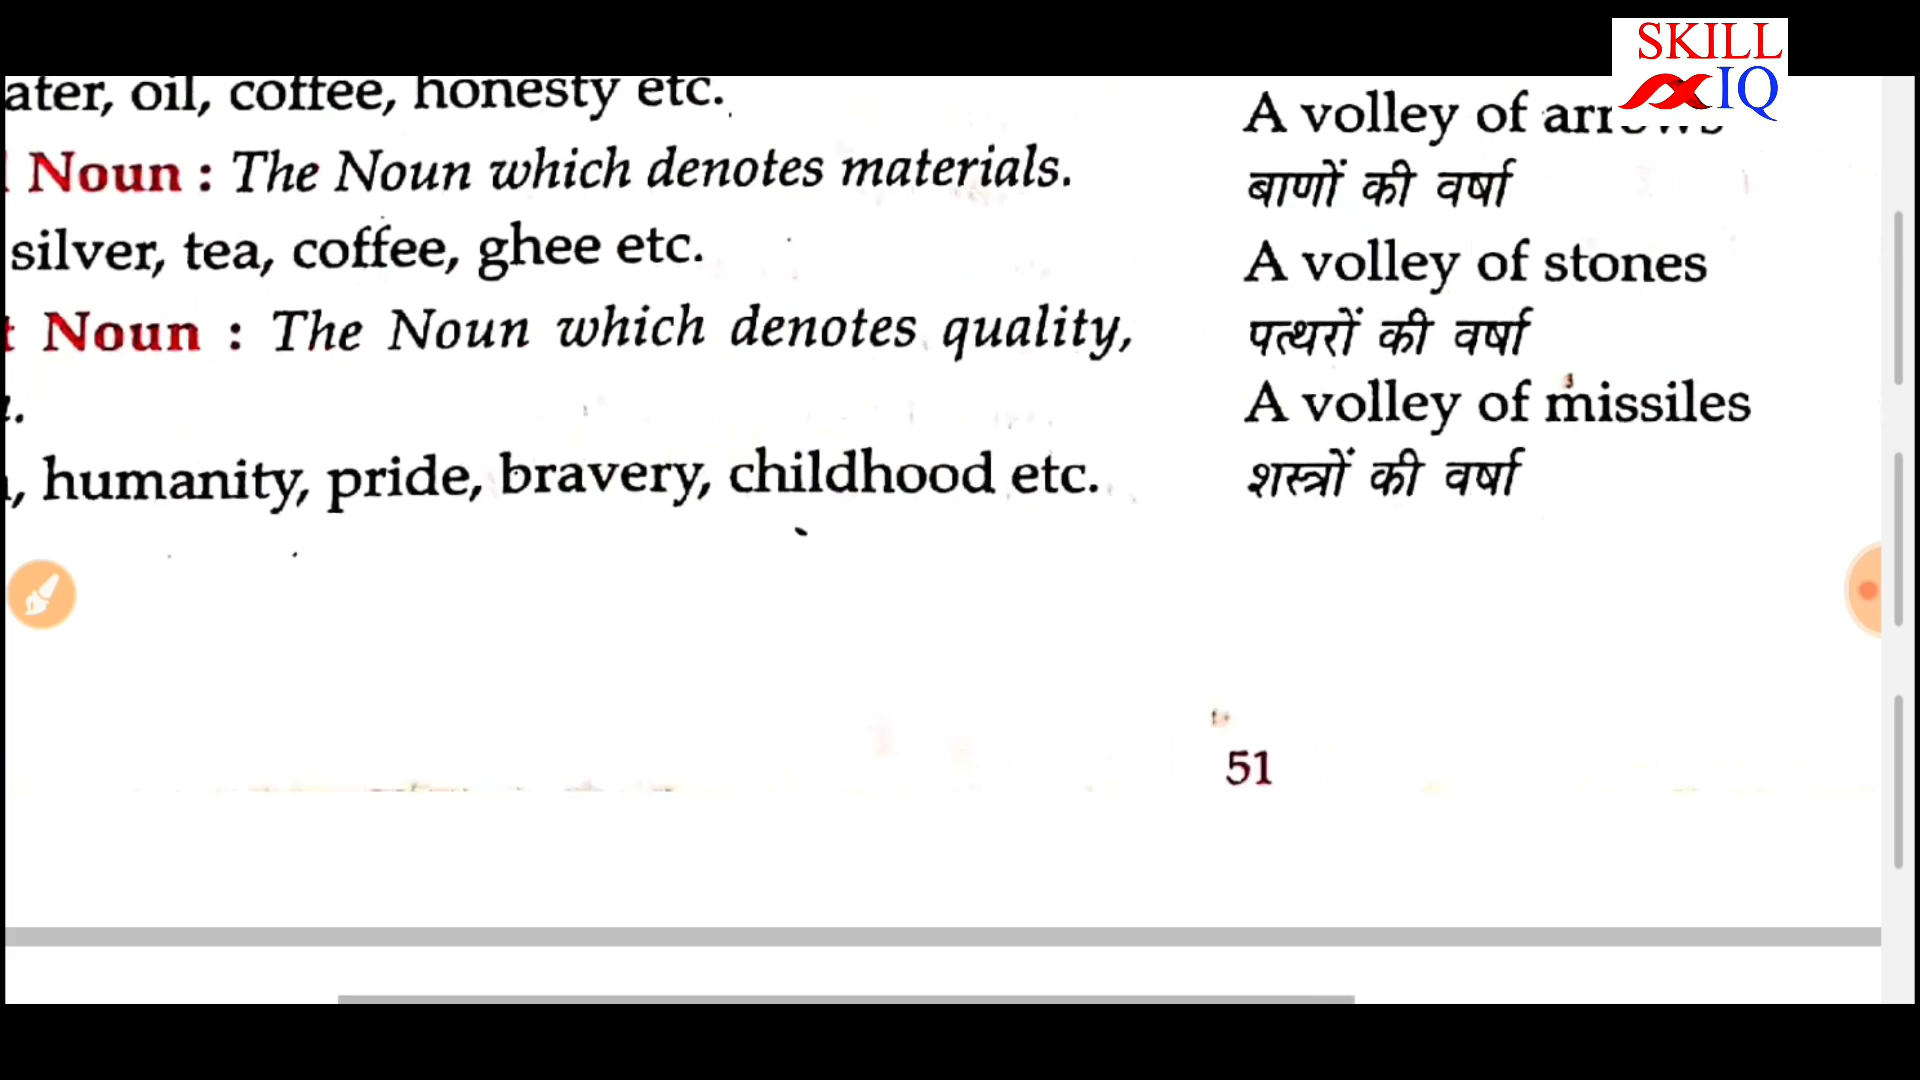 SKILL
IQ
oil, coffee, honesty etc.
Noun : The Noun which denotes materials.
silver, tea, coffee, ghee etc.
Noun : The Noun which denotes quality,
humanity, pride, bravery, childhood etc.
A volley of
बाणों की वर्षा
A volley of stones
पत्थरों की वर्षा
A volley of missiles
शस्त्रों की वर्षा
51